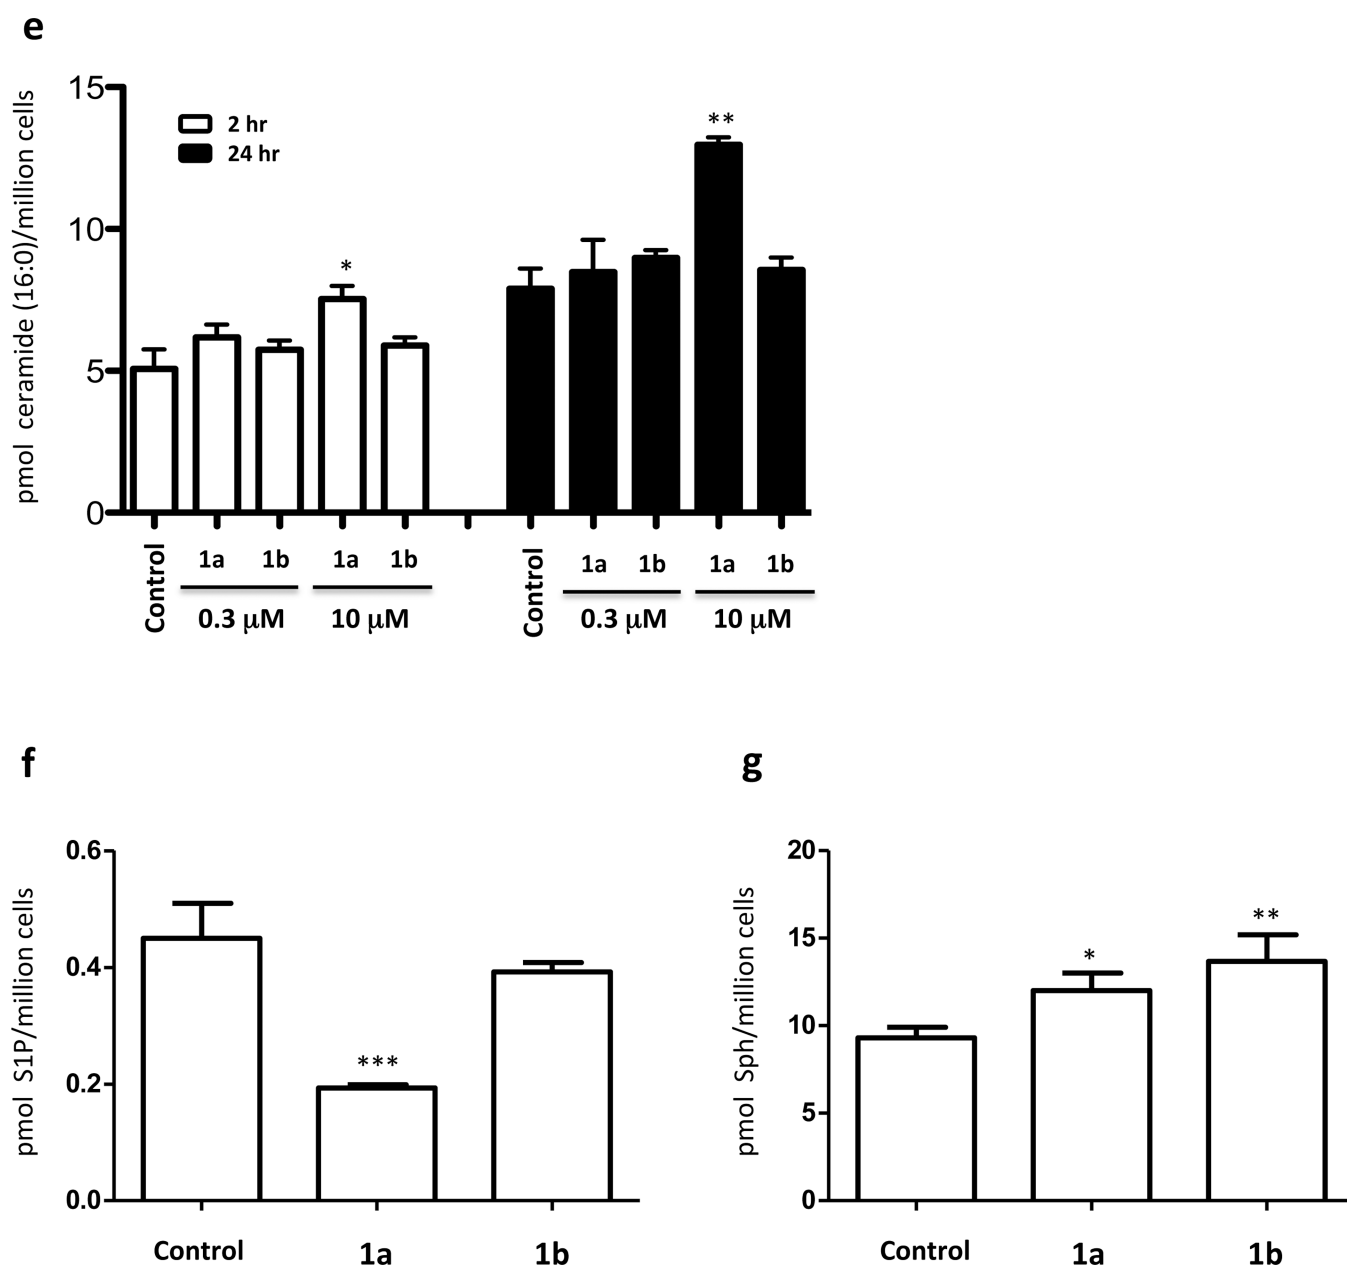 e
pmol ceramide (16:0)/million cells
15
10
5
0
2 hr
24 hr
*
**
Control
1a
1b
1a
1b
0.3 μM
10 μM
Control
1a
1b
1a
1b
0.3 μM
10 μM
f
pmol S1P/million cells
0.6
0.4
0.2
0.0
***
Control
1a
1b
g
pmol Sph/million cells
20
15
10
5
0
*
**
Control
1a
1b